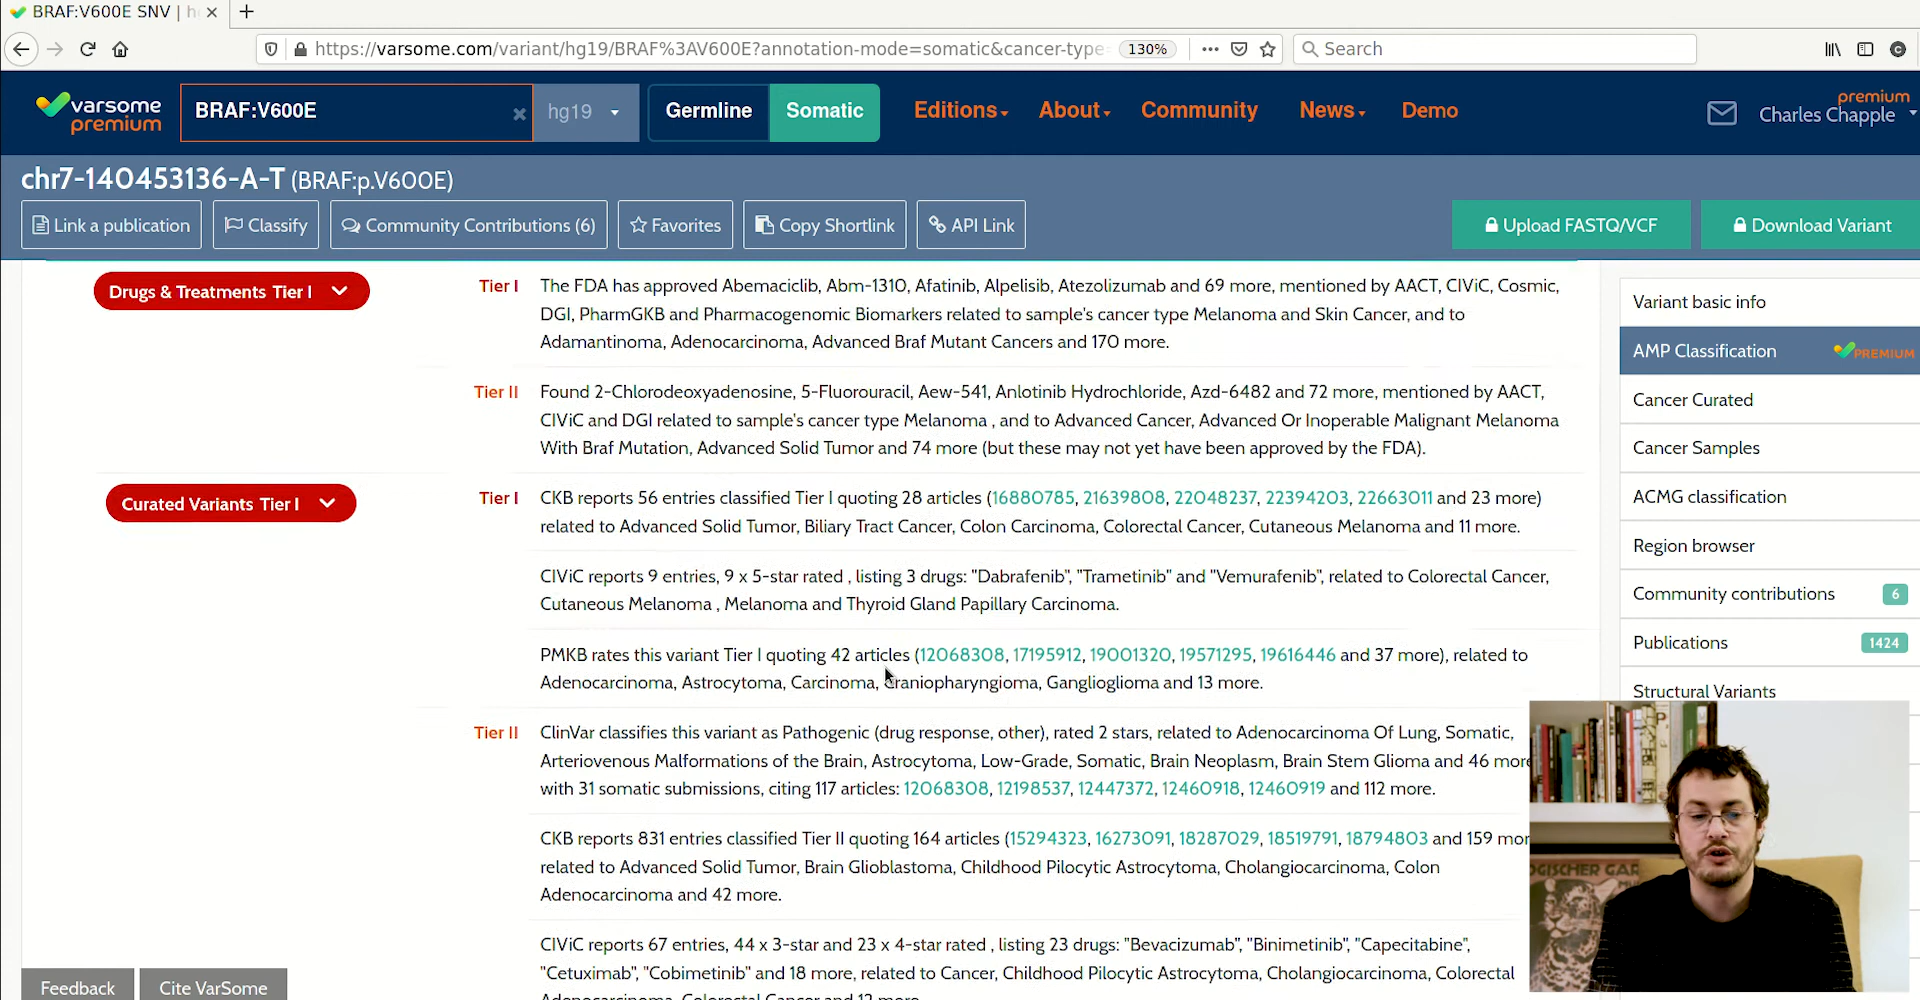 BRAF:V600E SNV | h
https://varsome.com/variant/hg19/BRAF%3AV600E?annotation-mode=somatic&cancer-type
130%
Search
varsome
premium
BRAF:V600E
hg19
Germline
Somatic
Editions
About
Community
News
Demo
premium
Charles Chapple
chr7-140453136-A-T (BRAF:p.V600E)
Link a publication
Classify
Community Contributions (6)
Favorites
Copy Shortlink
API Link
Upload FASTQ/VCF
Download Variant
Drugs & Treatments Tier I
Tier I
The FDA has approved Abemaciclib, Abm-1310, Afatinib, Alpelisib, Atezolizumab and 69 more, mentioned by AACT, CIViC, Cosmic,
DGI, PharmGKB and Pharmacogenomic Biomarkers related to sample's cancer type Melanoma and Skin Cancer, and to
Adamantinoma, Adenocarcinoma, Advanced Braf Mutant Cancers and 170 more.
Tier II
Found 2-Chlorodeoxyadenosine, 5-Fluorouracil, Aew-541, Anlotinib Hydrochloride, Azd-6482 and 72 more, mentioned by AACT,
CIViC and DGI related to sample's cancer type Melanoma , and to Advanced Cancer, Advanced Or Inoperable Malignant Melanoma
With Braf Mutation, Advanced Solid Tumor and 74 more (but these may not yet have been approved by the FDA).
Curated Variants Tier I
Tier I
CKB reports 56 entries classified Tier I quoting 28 articles (16880785, 21639808, 22048237, 22394203, 22663011 and 23 more)
related to Advanced Solid Tumor, Biliary Tract Cancer, Colon Carcinoma, Colorectal Cancer, Cutaneous Melanoma and 11 more.
CIViC reports 9 entries, 9 x 5-star rated , listing 3 drugs: "Dabrafenib", "Trametinib" and "Vemurafenib", related to Colorectal Cancer,
Cutaneous Melanoma , Melanoma and Thyroid Gland Papillary Carcinoma.
PMKB rates this variant Tier I quoting 42 articles (12068308, 17195912, 19001320, 19571295, 19616446 and 37 more), related to
Adenocarcinoma, Astrocytoma, Carcinoma, Craniopharyngioma, Ganglioglioma and 13 more.
Tier II
ClinVar classifies this variant as Pathogenic (drug response, other), rated 2 stars, related to Adenocarcinoma Of Lung, Somatic,
Arteriovenous Malformations of the Brain, Astrocytoma, Low-Grade, Somatic, Brain Neoplasm, Brain Stem Glioma and 46 more
with 31 somatic submissions, citing 117 articles: 12068308, 12198537, 12447372, 12460918, 12460919 and 112 more.
CKB reports 831 entries classified Tier II quoting 164 articles (15294323, 16273091, 18287029, 18519791, 18794803 and 159 mor
related to Advanced Solid Tumor, Brain Glioblastoma, Childhood Pilocytic Astrocytoma, Cholangiocarcinoma, Colon
Adenocarcinoma and 42 more.
CIViC reports 67 entries, 44 x 3-star and 23 x 4-star rated , listing 23 drugs: "Bevacizumab", "Binimetinib", "Capecitabine",
"Cetuximab", "Cobimetinib" and 18 more, related to Cancer, Childhood Pilocytic Astrocytoma, Cholangiocarcinoma, Colorectal
Adenocarcinoma, Colorectal Cancer and 12 more.
Variant basic info
AMP Classification
PREMIUM
Cancer Curated
Cancer Samples
ACMG classification
Region browser
Community contributions
6
Publications
1424
Structural Variants
Feedback
Cite VarSome